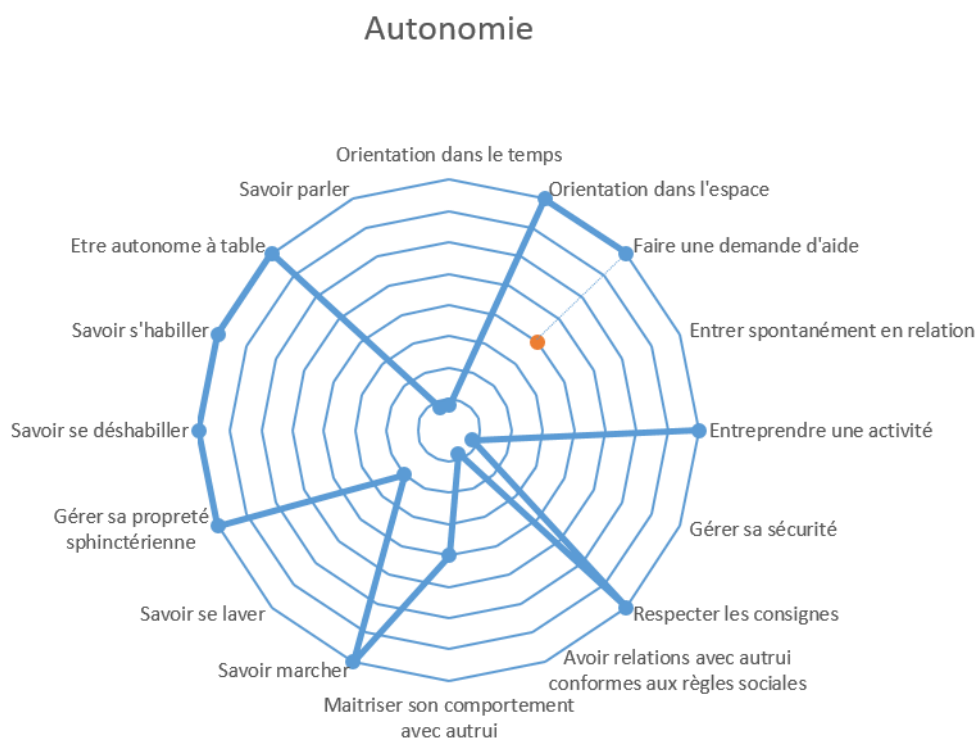 Autonomie
Orientation dans le temps
Orientation dans l'espace
Faire une demande d'aide
Entrer spontanément en relation
Entreprendre une activité
Gérer sa sécurité
Respecter les consignes
Avoir relations avec autrui
conformes aux règles sociales
Maitriser son comportement
avec autrui
Savoir marcher
Savoir se laver
Gérer sa propreté
sphinctérienne
Savoir se déshabiller
Savoir s'habiller
Etre autonome à table
Savoir parler